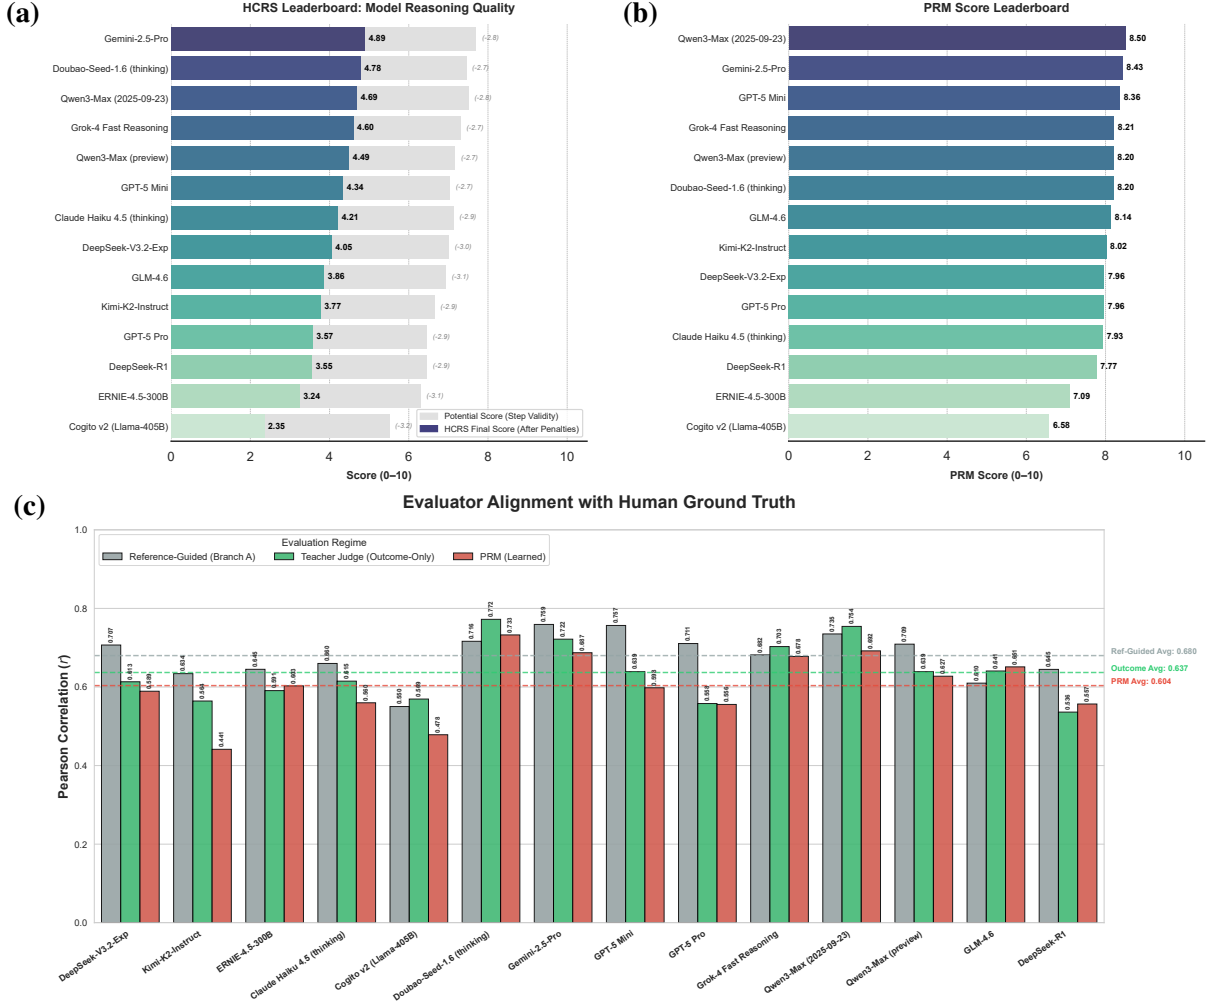 (a)
HCRS Leaderboard: Model Reasoning Quality
Gemini-2.5-Pro 4.89 (-2.8)
Doubao-Seed-1.6 (thinking) 4.78 (-2.7)
Qwen3-Max (2025-09-23) 4.69 (-2.8)
Grok-4 Fast Reasoning 4.60 (-2.7)
Qwen3-Max (preview) 4.49 (-2.7)
GPT-5 Mini 4.34 (-2.7)
Claude Haiku 4.5 (thinking) 4.21 (-2.9)
DeepSeek-V3.2-Exp 4.05 (-3.0)
GLM-4.6 3.86 (-3.1)
Kimi-K2-Instruct 3.77 (-2.9)
GPT-5 Pro 3.57 (-2.9)
DeepSeek-R1 3.55 (-2.9)
ERNIE-4.5-300B 3.24 (-3.1)
Cogito v2 (Llama-405B) 2.35 (-3.2)
Potential Score (Step Validity)
HCRS Final Score (After Penalties)
0 2 4 6 8 10
Score (0–10)
(b)
PRM Score Leaderboard
Qwen3-Max (2025-09-23) 8.50
Gemini-2.5-Pro 8.43
GPT-5 Mini 8.36
Grok-4 Fast Reasoning 8.21
Qwen3-Max (preview) 8.20
Doubao-Seed-1.6 (thinking) 8.20
GLM-4.6 8.14
Kimi-K2-Instruct 8.02
DeepSeek-V3.2-Exp 7.96
GPT-5 Pro 7.96
Claude Haiku 4.5 (thinking) 7.93
DeepSeek-R1 7.77
ERNIE-4.5-300B 7.09
Cogito v2 (Llama-405B) 6.58
0 2 4 6 8 10
PRM Score (0–10)
(c)
Evaluator Alignment with Human Ground Truth
Evaluation Regime
Reference-Guided (Branch A) Teacher Judge (Outcome-Only) PRM (Learned)
Pearson Correlation (r)
1.0
0.8
0.6
0.4
0.2
0.0
0.707 0.613 0.589
0.634 0.564 0.441
0.645 0.591 0.603
0.660 0.615 0.560
0.550 0.569 0.478
0.716 0.772 0.733
0.759 0.722 0.687
0.757 0.639 0.598
0.711 0.558 0.556
0.682 0.703 0.678
0.735 0.754 0.692
0.709 0.639 0.627
0.610 0.641 0.651
0.645 0.536 0.557
Ref-Guided Avg: 0.680
Outcome Avg: 0.637
PRM Avg: 0.604
DeepSeek-V3.2-Exp
Kimi-K2-Instruct
ERNIE-4.5-300B
Claude Haiku 4.5 (thinking)
Cogito v2 (Llama-405B)
Doubao-Seed-1.6 (thinking)
Gemini-2.5-Pro
GPT-5 Mini
GPT-5 Pro
Grok-4 Fast Reasoning
Qwen3-Max (2025-09-23)
Qwen3-Max (preview)
GLM-4.6
DeepSeek-R1